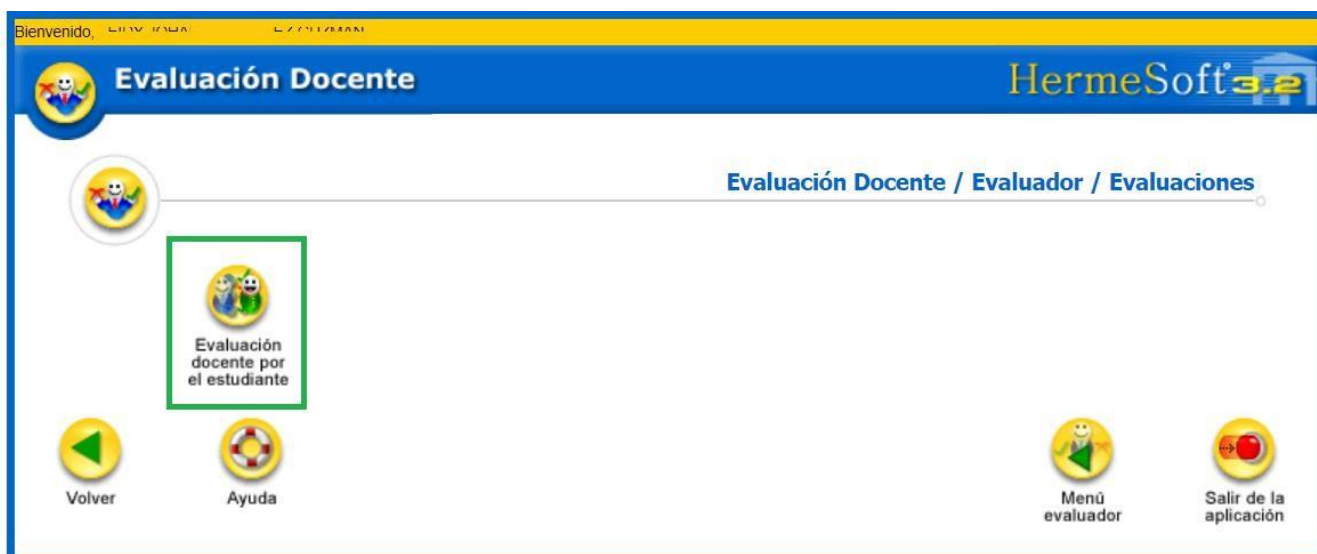 Bienvenido,
Evaluación Docente
HermeSoft 3.2
Evaluación Docente / Evaluador / Evaluaciones
Evaluación
docente por
el estudiante
Volver
Ayuda
Menú
evaluador
Salir de la
aplicación